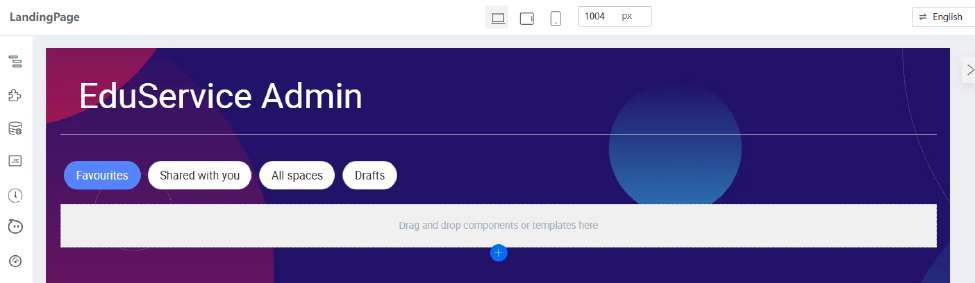 LandingPage
1004 px
English
JS
EduService Admin
Favourites
Shared with you
All spaces
Drafts
Drag and drop components or templates here